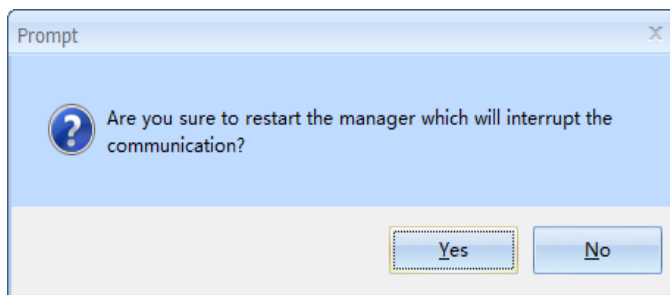 Prompt
Are you sure to restart the manager which will interrupt the
communication?
Yes
No